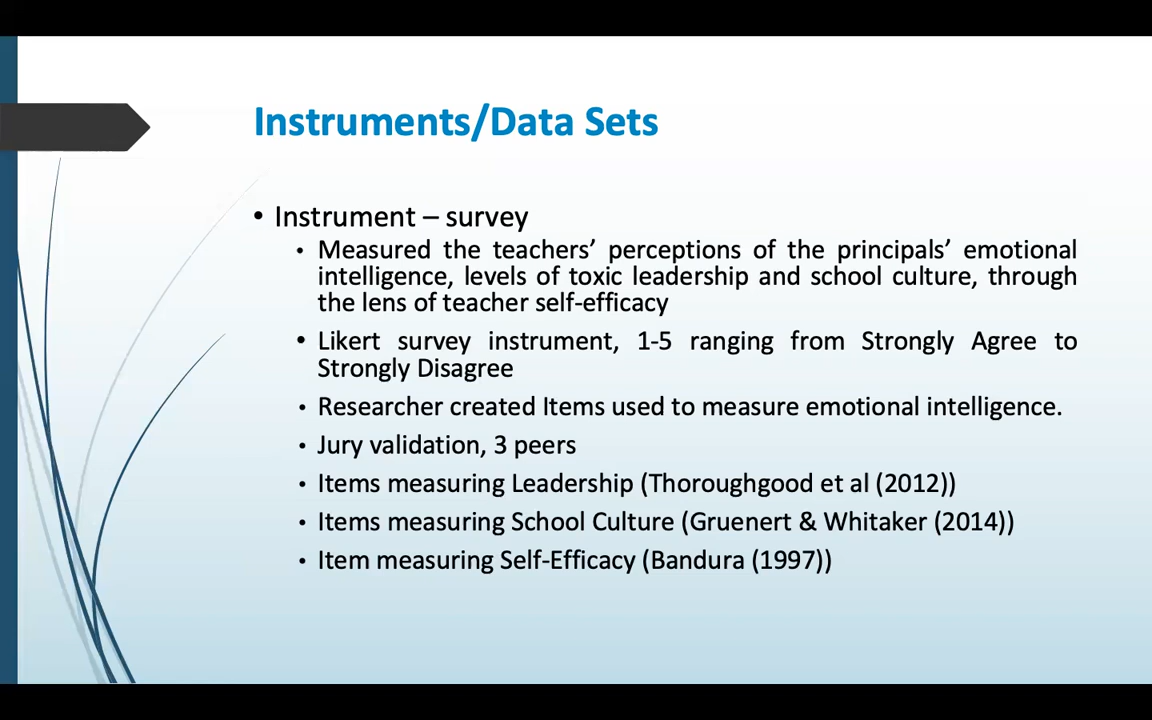 Instruments/Data Sets
• Instrument – survey
• Measured the teachers’ perceptions of the principals’ emotional
intelligence, levels of toxic leadership and school culture, through
the lens of teacher self-efficacy
• Likert survey instrument, 1-5 ranging from Strongly Agree to
Strongly Disagree
• Researcher created Items used to measure emotional intelligence.
• Jury validation, 3 peers
• Items measuring Leadership (Thoroughgood et al (2012))
• Items measuring School Culture (Gruenert & Whitaker (2014))
• Item measuring Self-Efficacy (Bandura (1997))